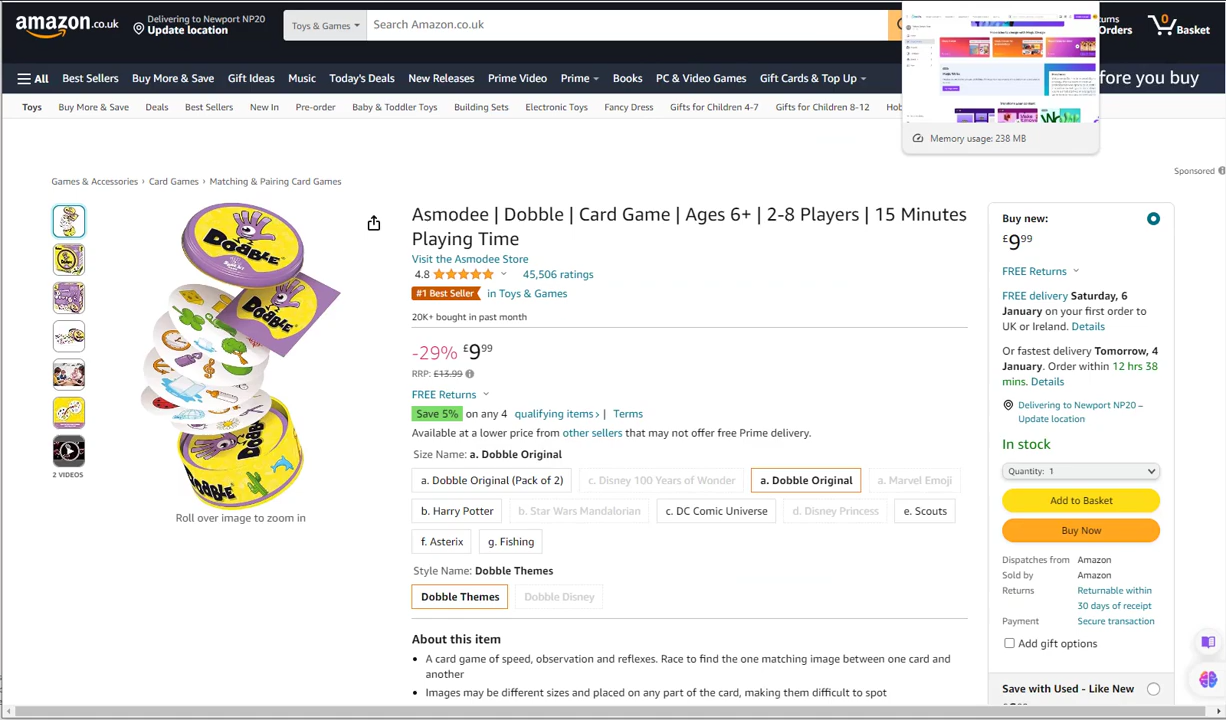 amazon.co.uk
Delivering to Newport NP20
Update location
Toys & Games
Search Amazon.co.uk
Orders
0
Basket
All
Best Sellers
Buy More & Save
Gift Ideas
Music
Today's Deals
New Releases
Prime Video
Prime
Books
PC & Video Games
Gift Cards & Top Up
fore you buy
Toys
Buy More & Save
Deals
Best Sellers
New In
Pre-order
Baby & Toddler Toys
Building Sets
Electronic Toys
Fancy Dress
Gifts for Children 4-7
Gifts for Children 8-12
Memory usage: 238 MB
Sponsored
Games & Accessories › Card Games › Matching & Pairing Card Games
DOBBLE
DOBBLE
DOBBLE
DOBBLE
2 VIDEOS
Roll over image to zoom in
Asmodee | Dobble | Card Game | Ages 6+ | 2-8 Players | 15 Minutes
Playing Time
Visit the Asmodee Store
4.8
45,506 ratings
#1 Best Seller
in Toys & Games
20K+ bought in past month
-29% £9.99
RRP: £13.99
FREE Returns
Save 5% on any 4 qualifying items› | Terms
Available at a lower price from other sellers that may not offer free Prime delivery.
Size Name: a. Dobble Original
a. Dobble Original (Pack of 2)
c. Disney 100 Years of Wonder
a. Dobble Original
a. Marvel Emoji
b. Harry Potter
b. Star Wars Mandalorian
c. DC Comic Universe
d. Disney Princess
e. Scouts
f. Asterix
g. Fishing
Style Name: Dobble Themes
Dobble Themes
Dobble Disney
About this item
• A card game of speed, observation and reflexes. Race to find the one matching image between one card and
another
• Images may be different sizes and placed on any part of the card, making them difficult to spot
Buy new:
£9.99
FREE Returns
FREE delivery Saturday, 6
January on your first order to
UK or Ireland. Details
Or fastest delivery Tomorrow, 4
January. Order within 12 hrs 38
mins. Details
Delivering to Newport NP20 –
Update location
In stock
Quantity: 1
Add to Basket
Buy Now
Dispatches from Amazon
Sold by Amazon
Returns Returnable within
30 days of receipt
Payment Secure transaction
Add gift options
Save with Used - Like New